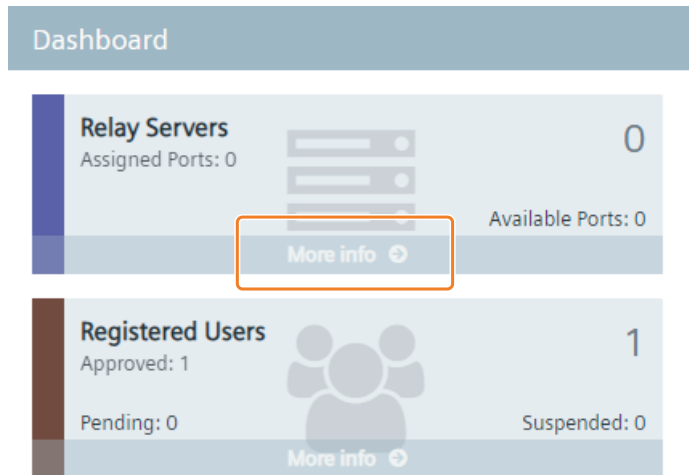 Dashboard
Relay Servers
0
Assigned Ports: 0
Available Ports: 0
More info
Registered Users
1
Approved: 1
Pending: 0
Suspended: 0
More info